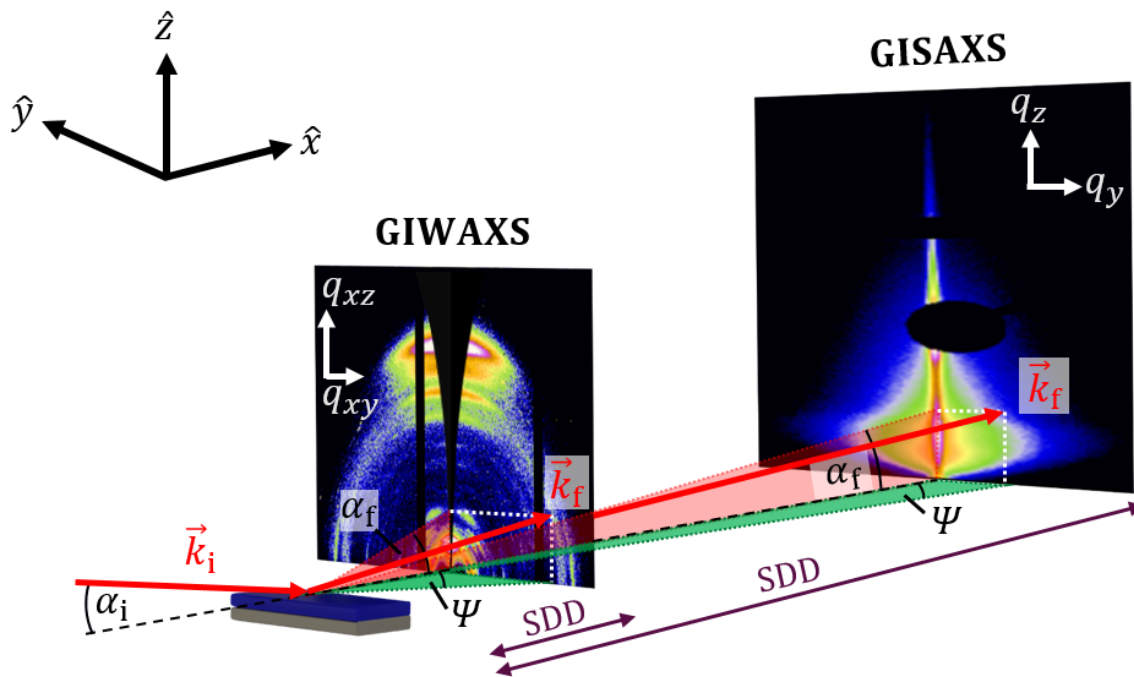 ẑ
ŷ
x̂
GISAXS
q_z
q_y
GIWAXS
q_xz
q_xy
k⃗_f
α_f
k⃗_f
α_f
k⃗_i
α_i
Ψ
Ψ
SDD
SDD